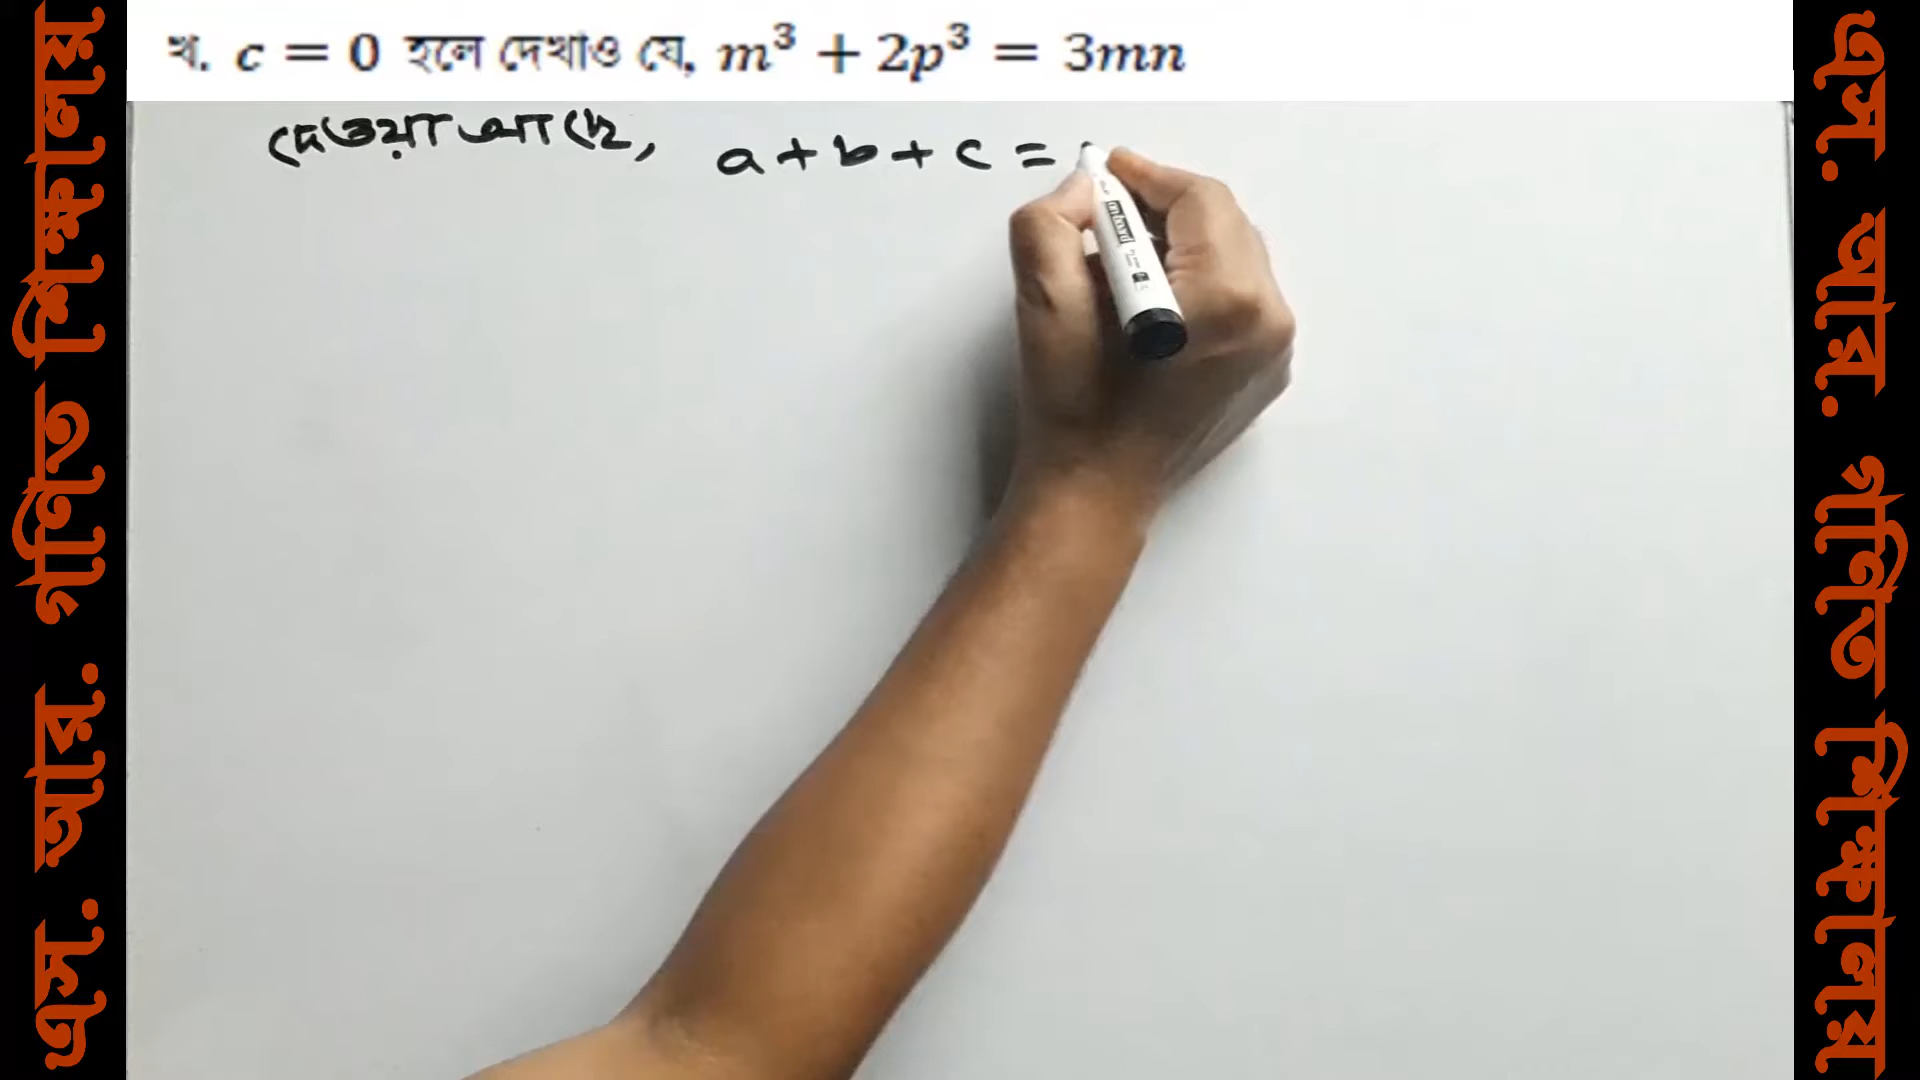 খ. c = 0 হলে দেখাও যে, m³ + 2p³ = 3mn
দেওয়া আছে, a + b + c =
এস. আর. গণিত শিক্ষালয়
এস. আর. গণিত শিক্ষালয়